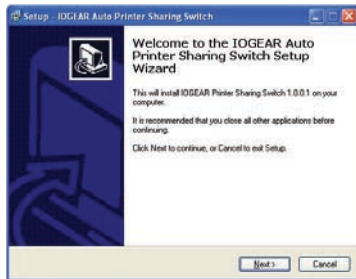 Setup - IOGEAR Auto Printer Sharing Switch
Welcome to the IOGEAR Auto
Printer Sharing Switch Setup
Wizard
This will install IOGEAR Printer Sharing Switch 1.0.0.1 on your
computer.
It is recommended that you close all other applications before
continuing.
Click Next to continue, or Cancel to exit Setup.
Next >
Cancel